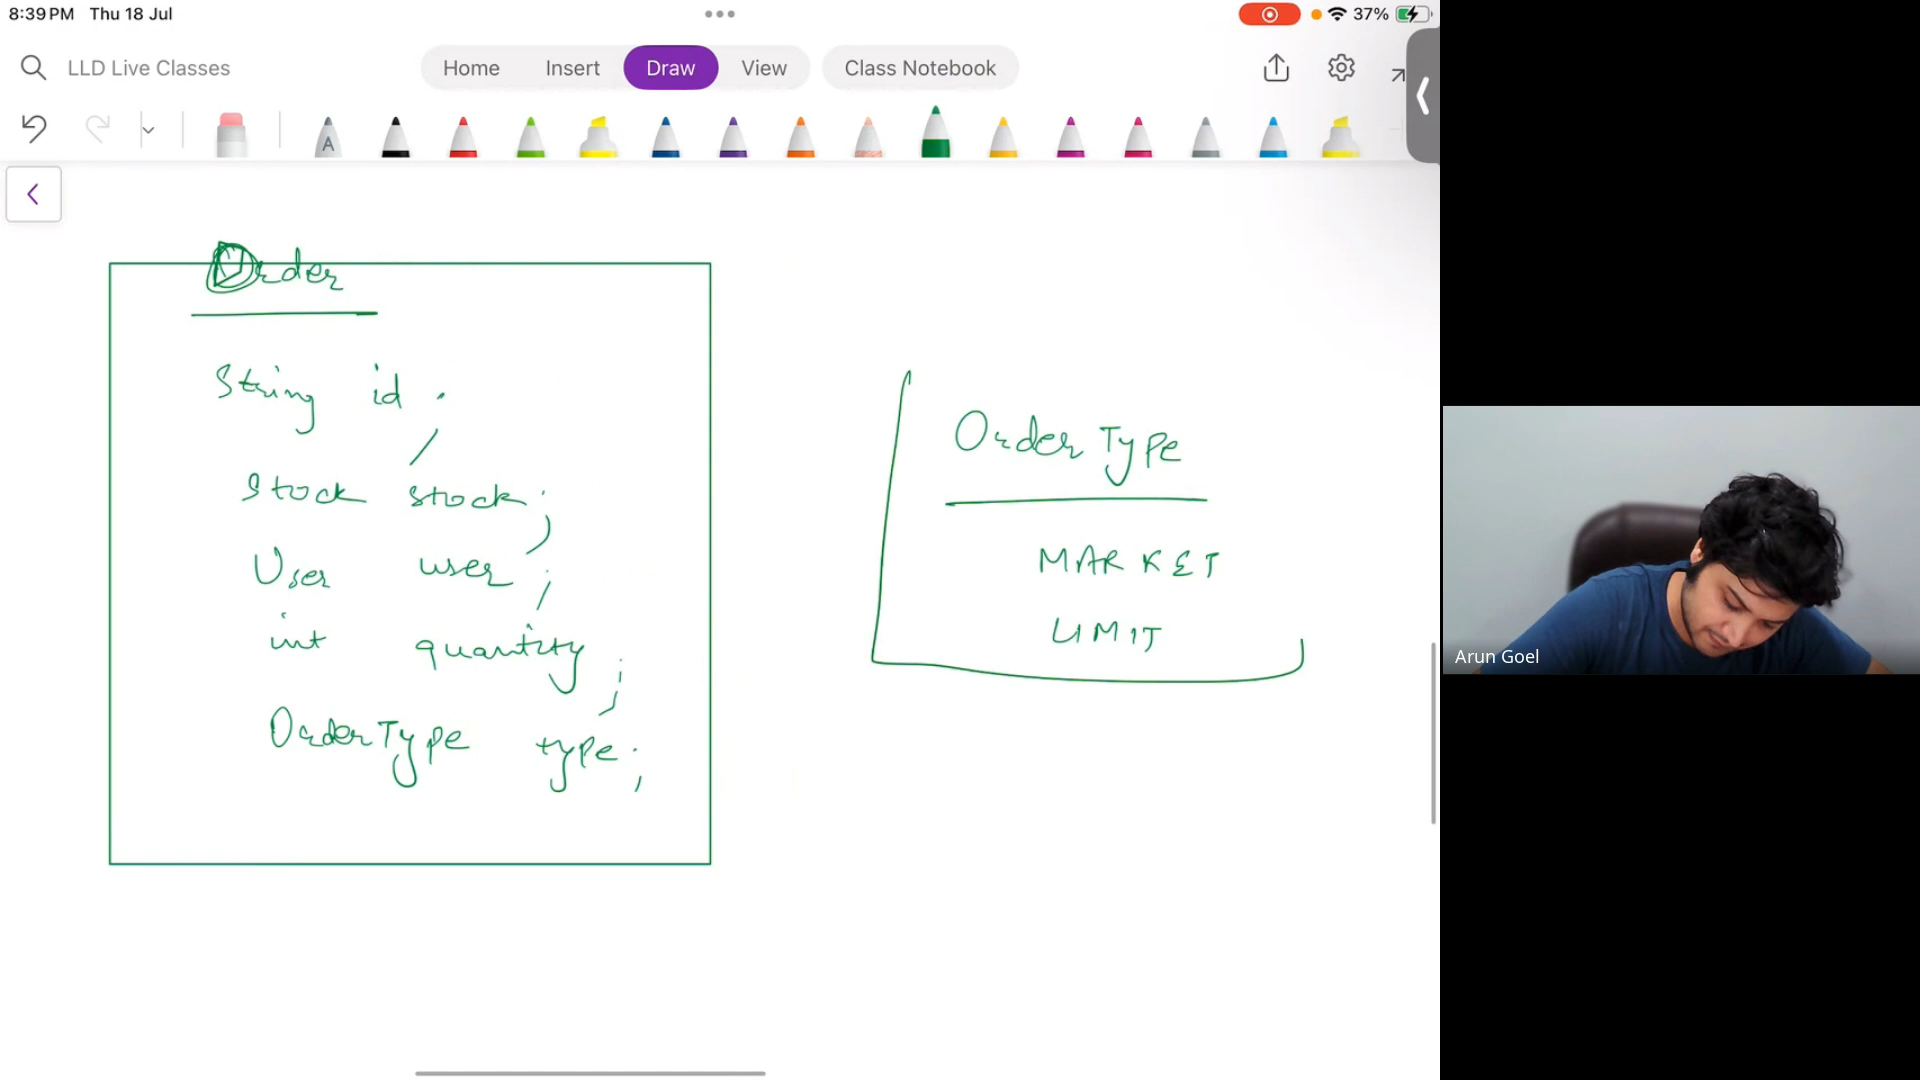 8:39 PM Thu 18 Jul
37%
LLD Live Classes
Home Insert Draw View Class Notebook
A
Order
String id;
Stock stock;
User user;
int quantity;
OrderType type;
OrderType
MARKET
LIMIT
Arun Goel